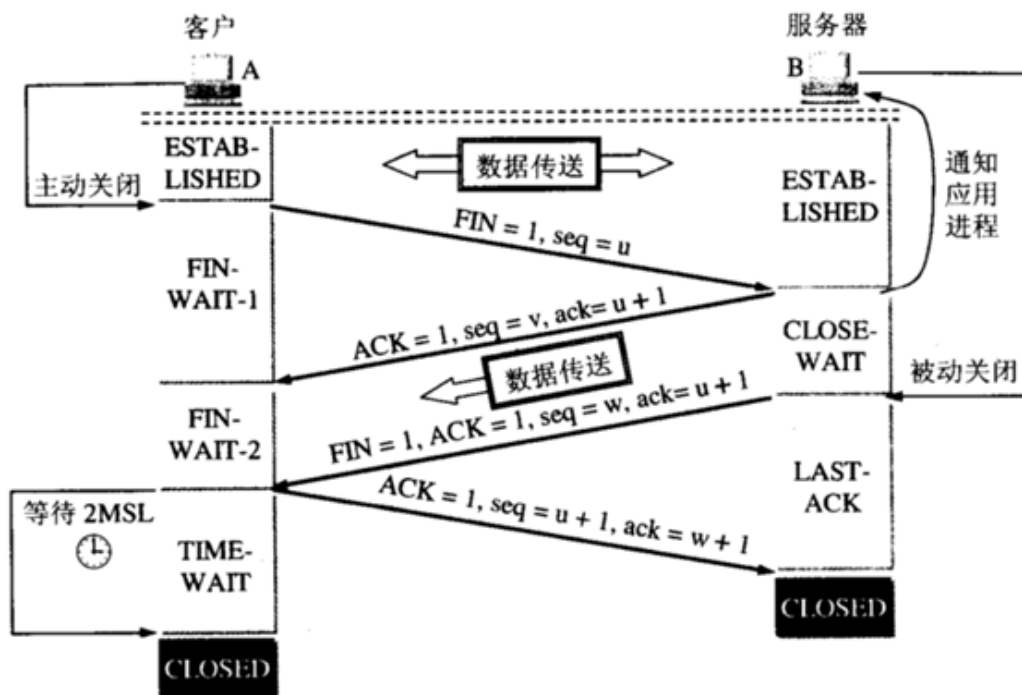 客户
服务器
A
B
ESTAB-
LISHED
数据传送
ESTAB-
LISHED
通知
应用
进程
主动关闭
FIN = 1, seq = u
FIN-
WAIT-1
ACK = 1, seq = v, ack= u + 1
CLOSE-
WAIT
数据传送
被动关闭
FIN-
WAIT-2
FIN = 1, ACK = 1, seq = w, ack= u + 1
LAST-
ACK
等待 2MSL
ACK = 1, seq = u + 1, ack = w + 1
TIME-
WAIT
CLOSED
CLOSED